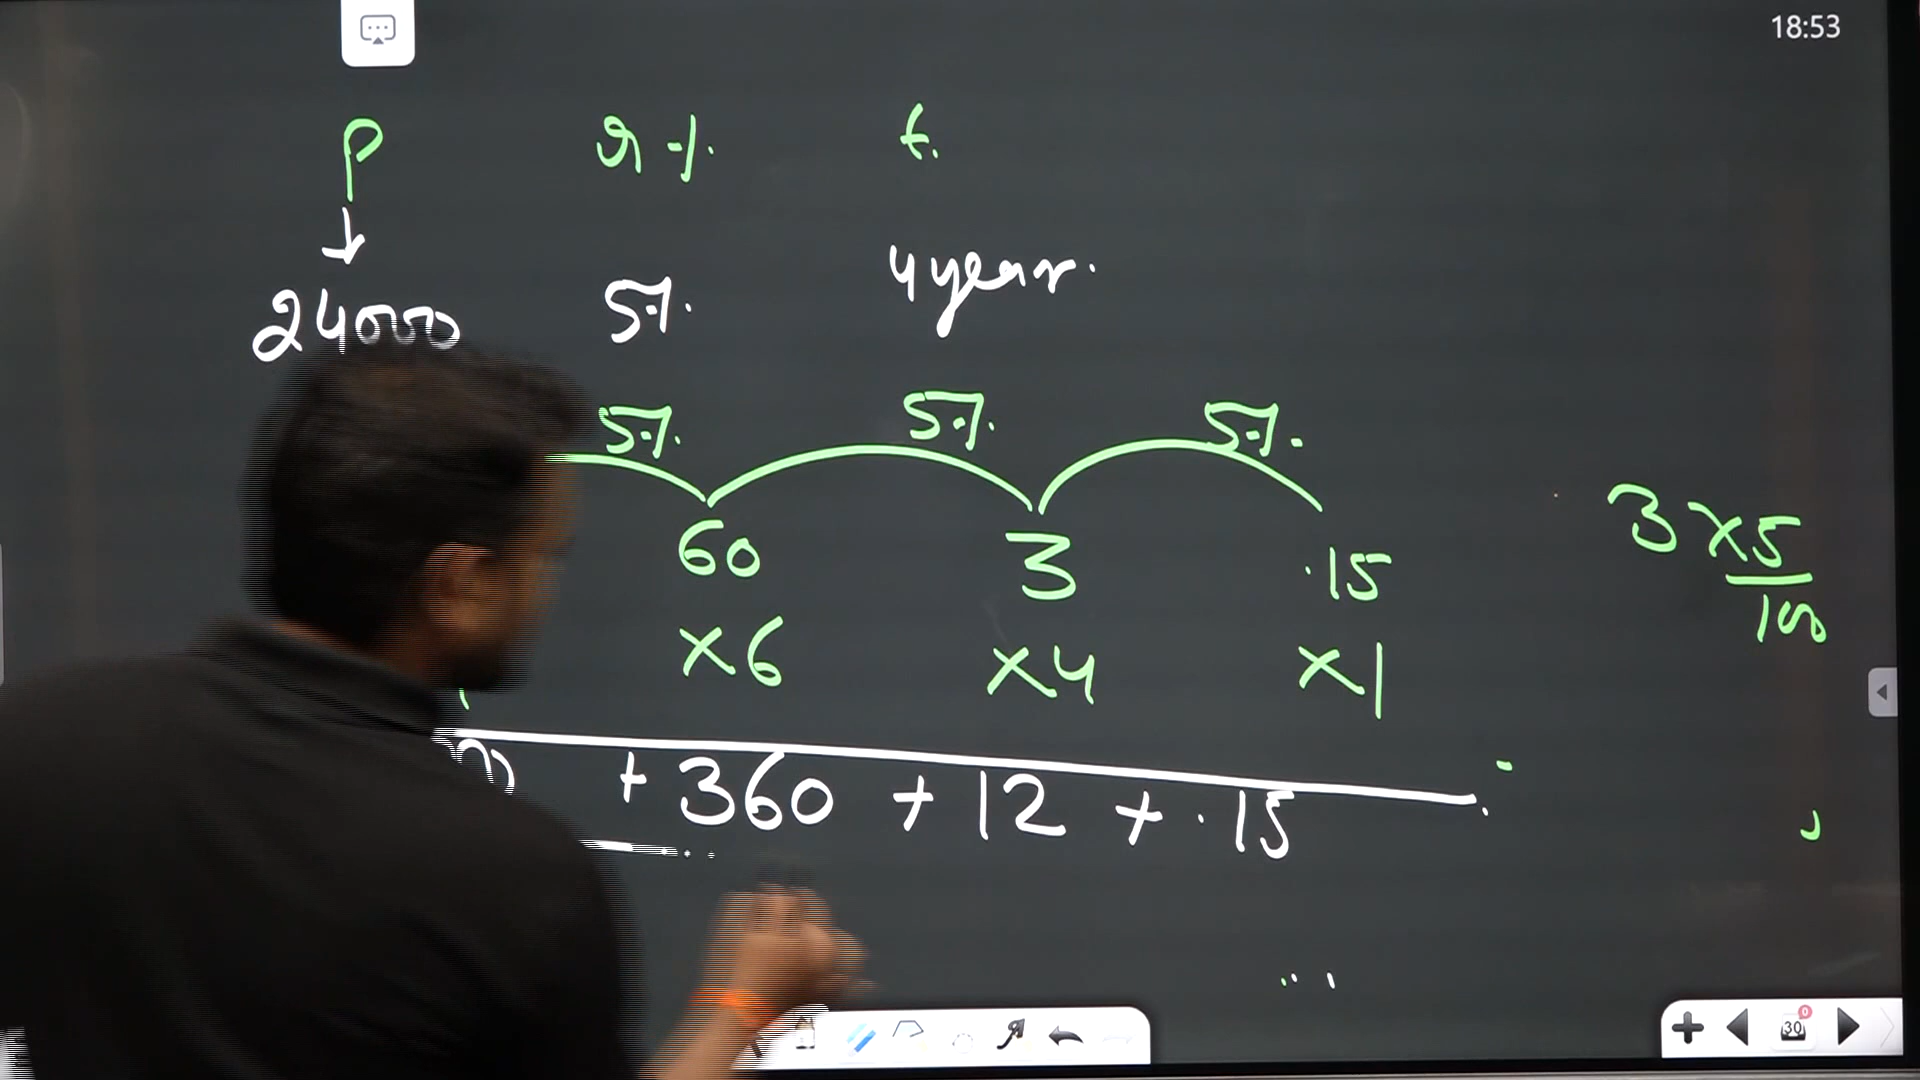 18:53
P r % t.
24000 5% 4 year.
5% 5% 5%
60 3 .15
3 × 5
100
×6 ×4 ×1
+ 360 + 12 + .15
30
0